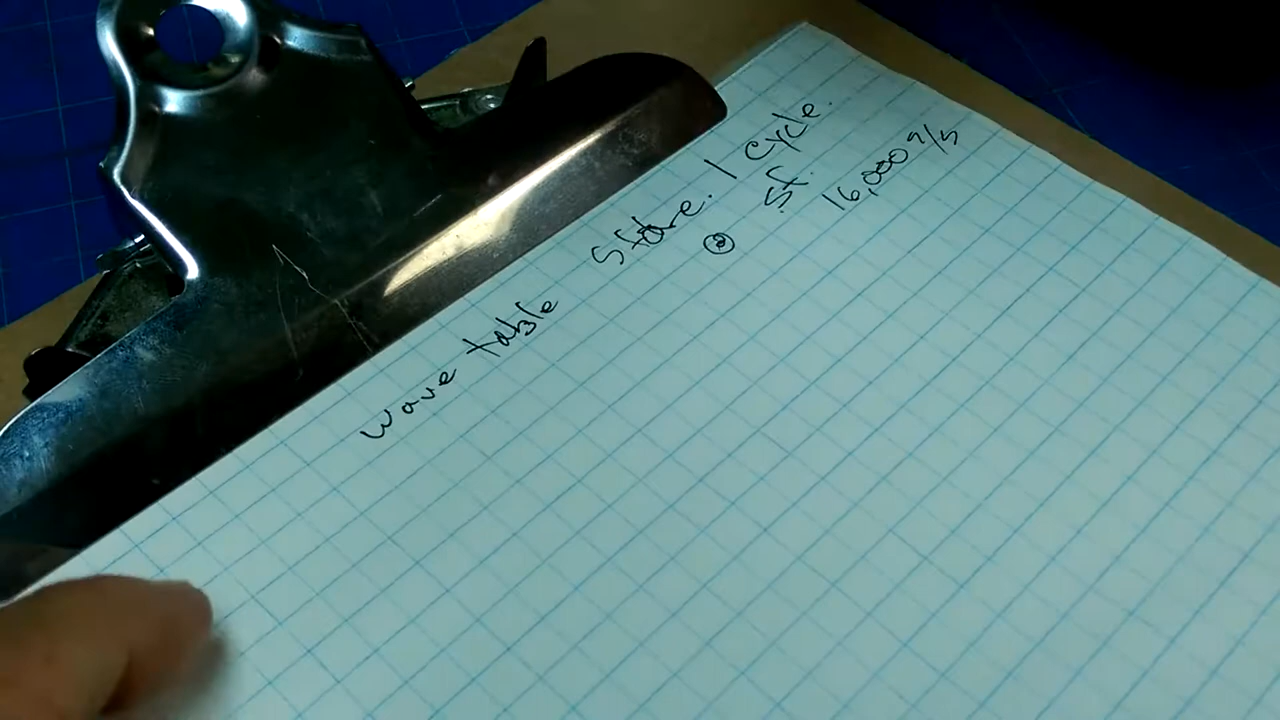 wave table store. 1 cycle.
@ sf.
16,000 s/s